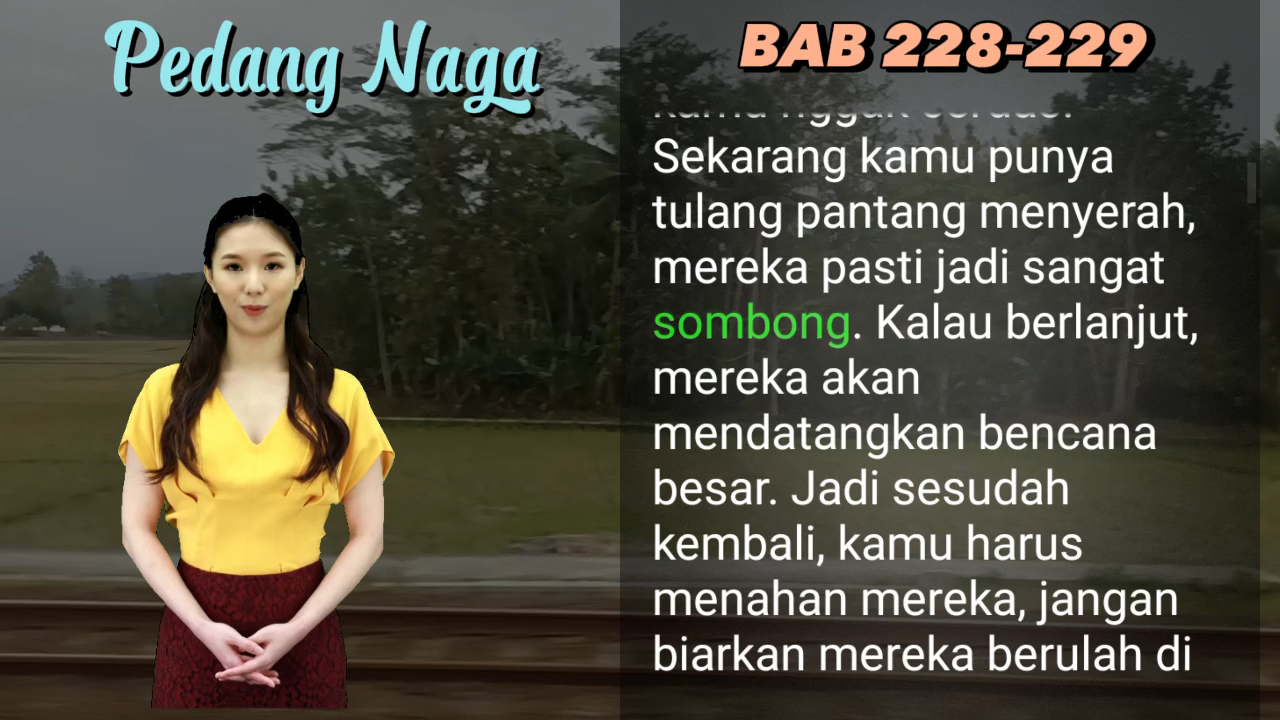 Pedang Naga
BAB 228-229
Sekarang kamu punya
tulang pantang menyerah,
mereka pasti jadi sangat
sombong. Kalau berlanjut,
mereka akan
mendatangkan bencana
besar. Jadi sesudah
kembali, kamu harus
menahan mereka, jangan
biarkan mereka berulah di